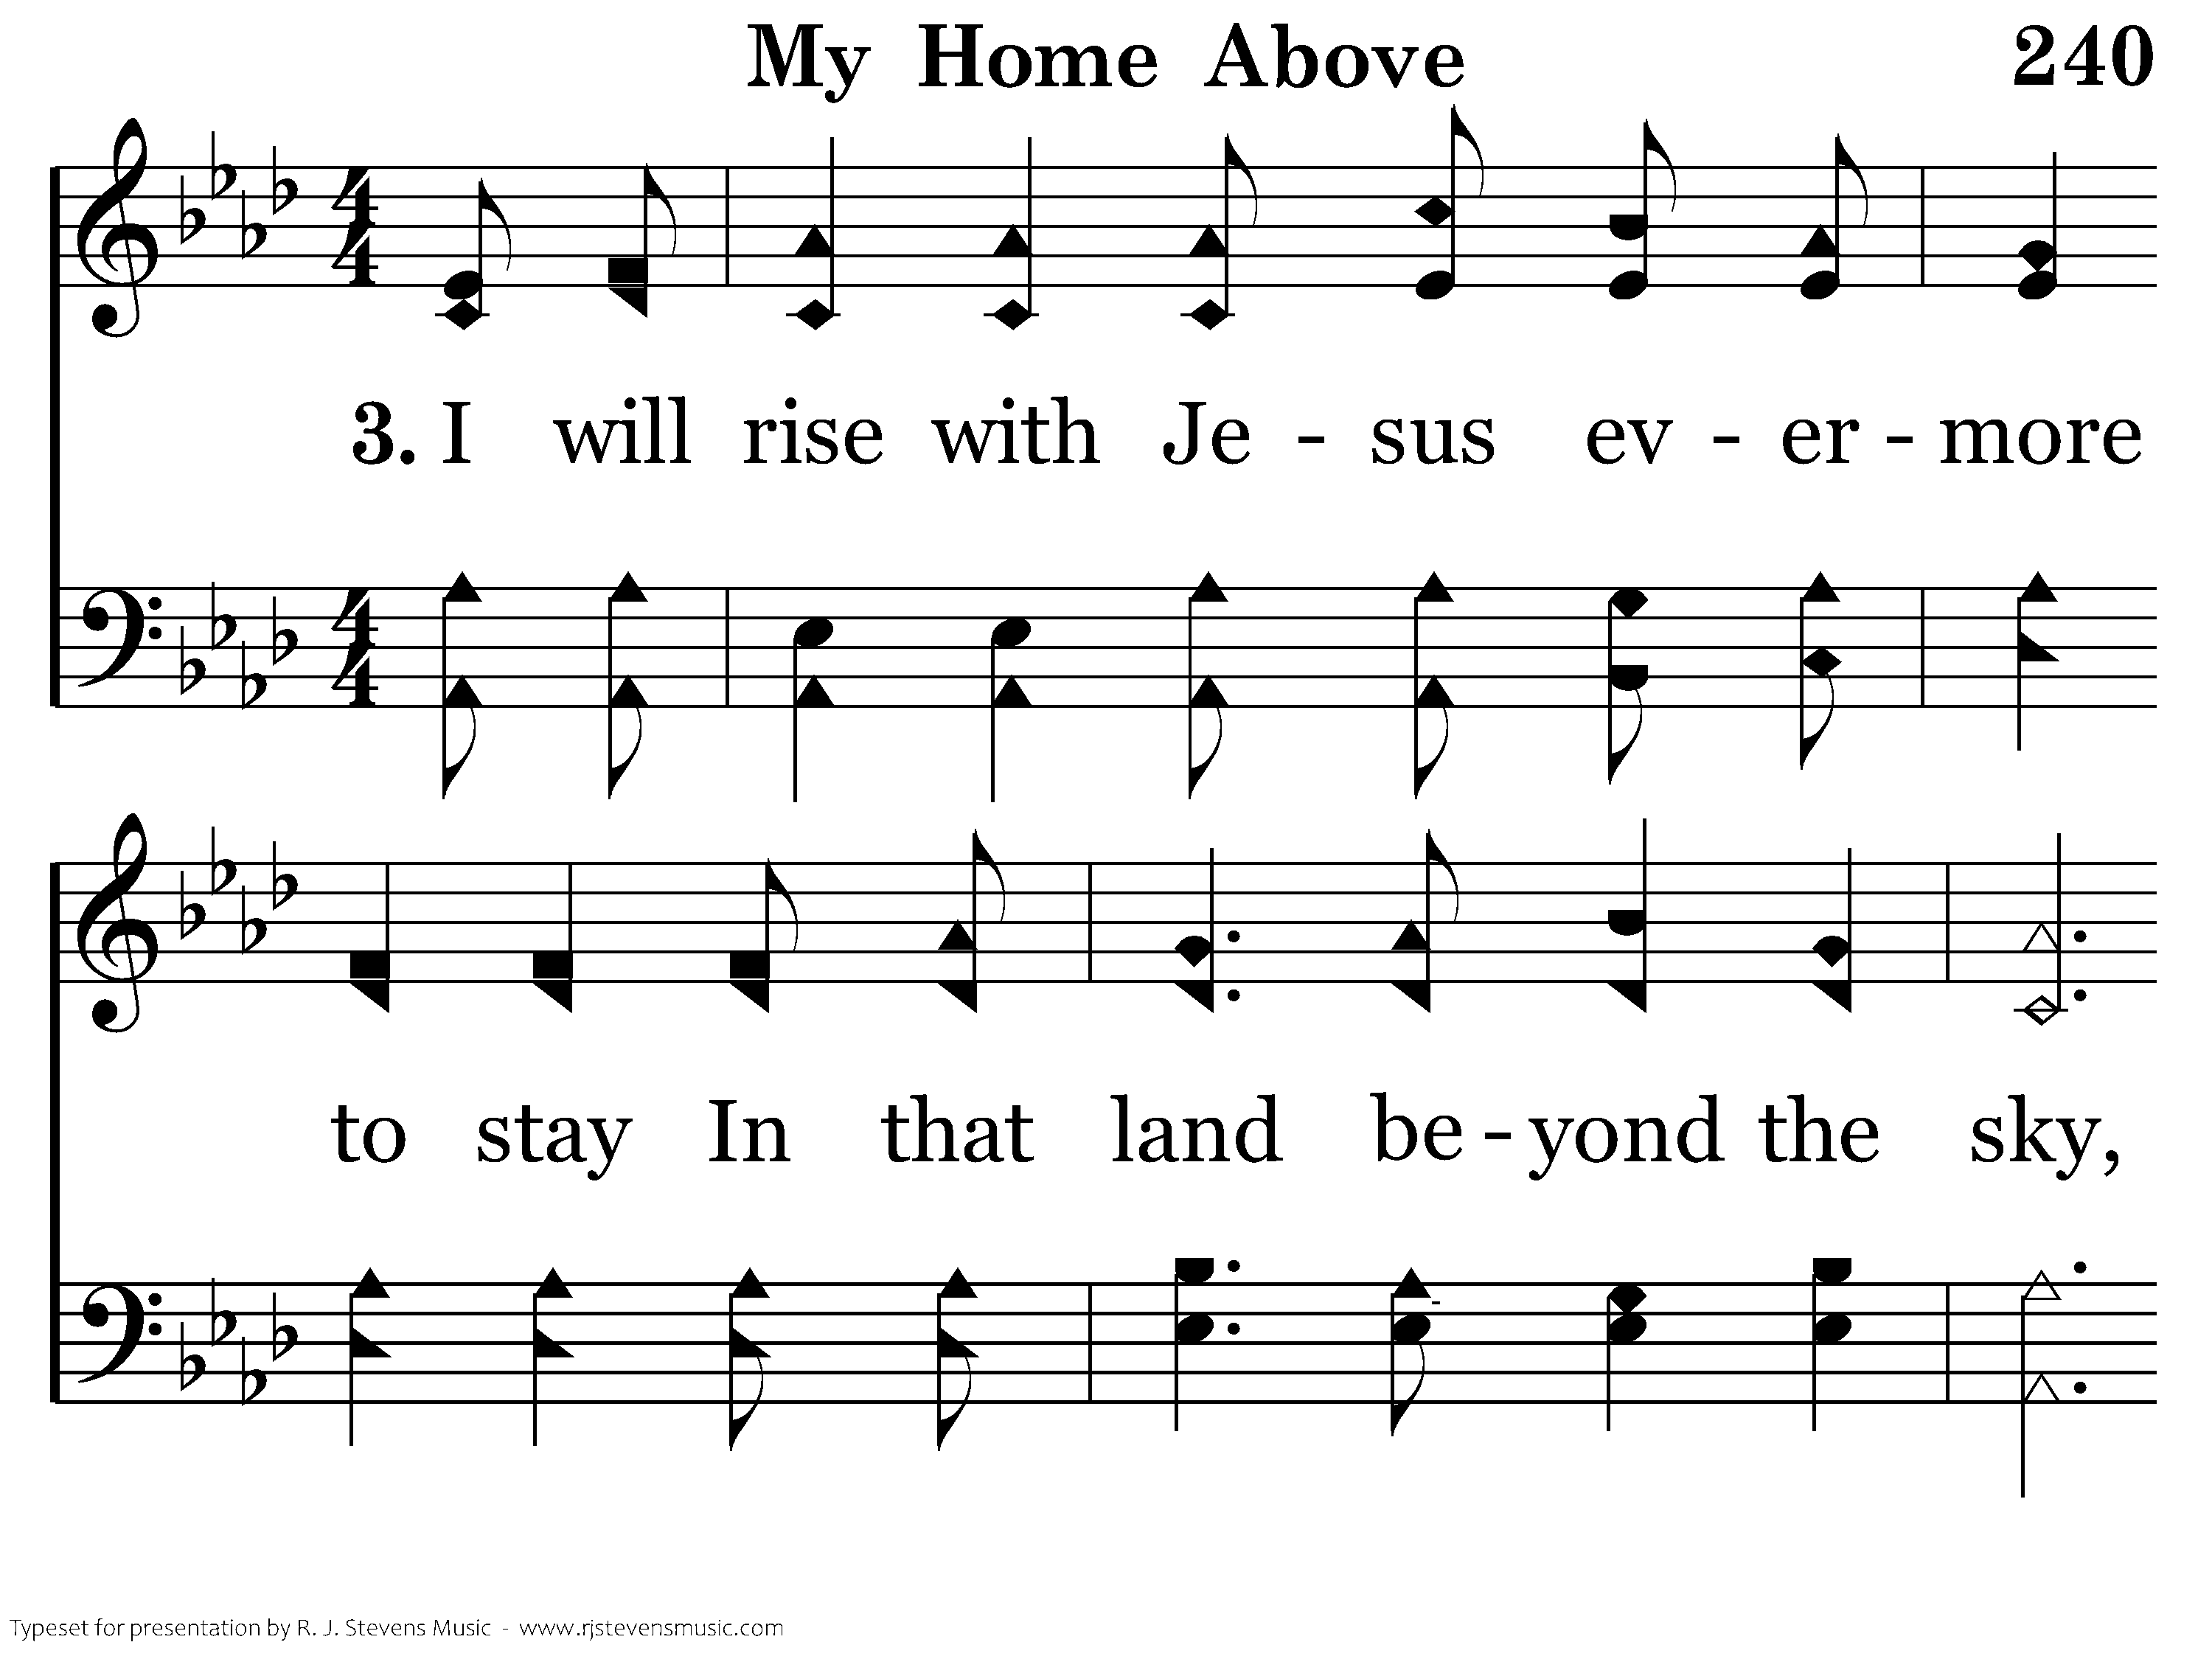 My Home Above 240
3. I will rise with Je - sus ev - er - more
to stay In that land be - yond the sky,
Typeset for presentation by R. J. Stevens Music - www.rjstevensmusic.com